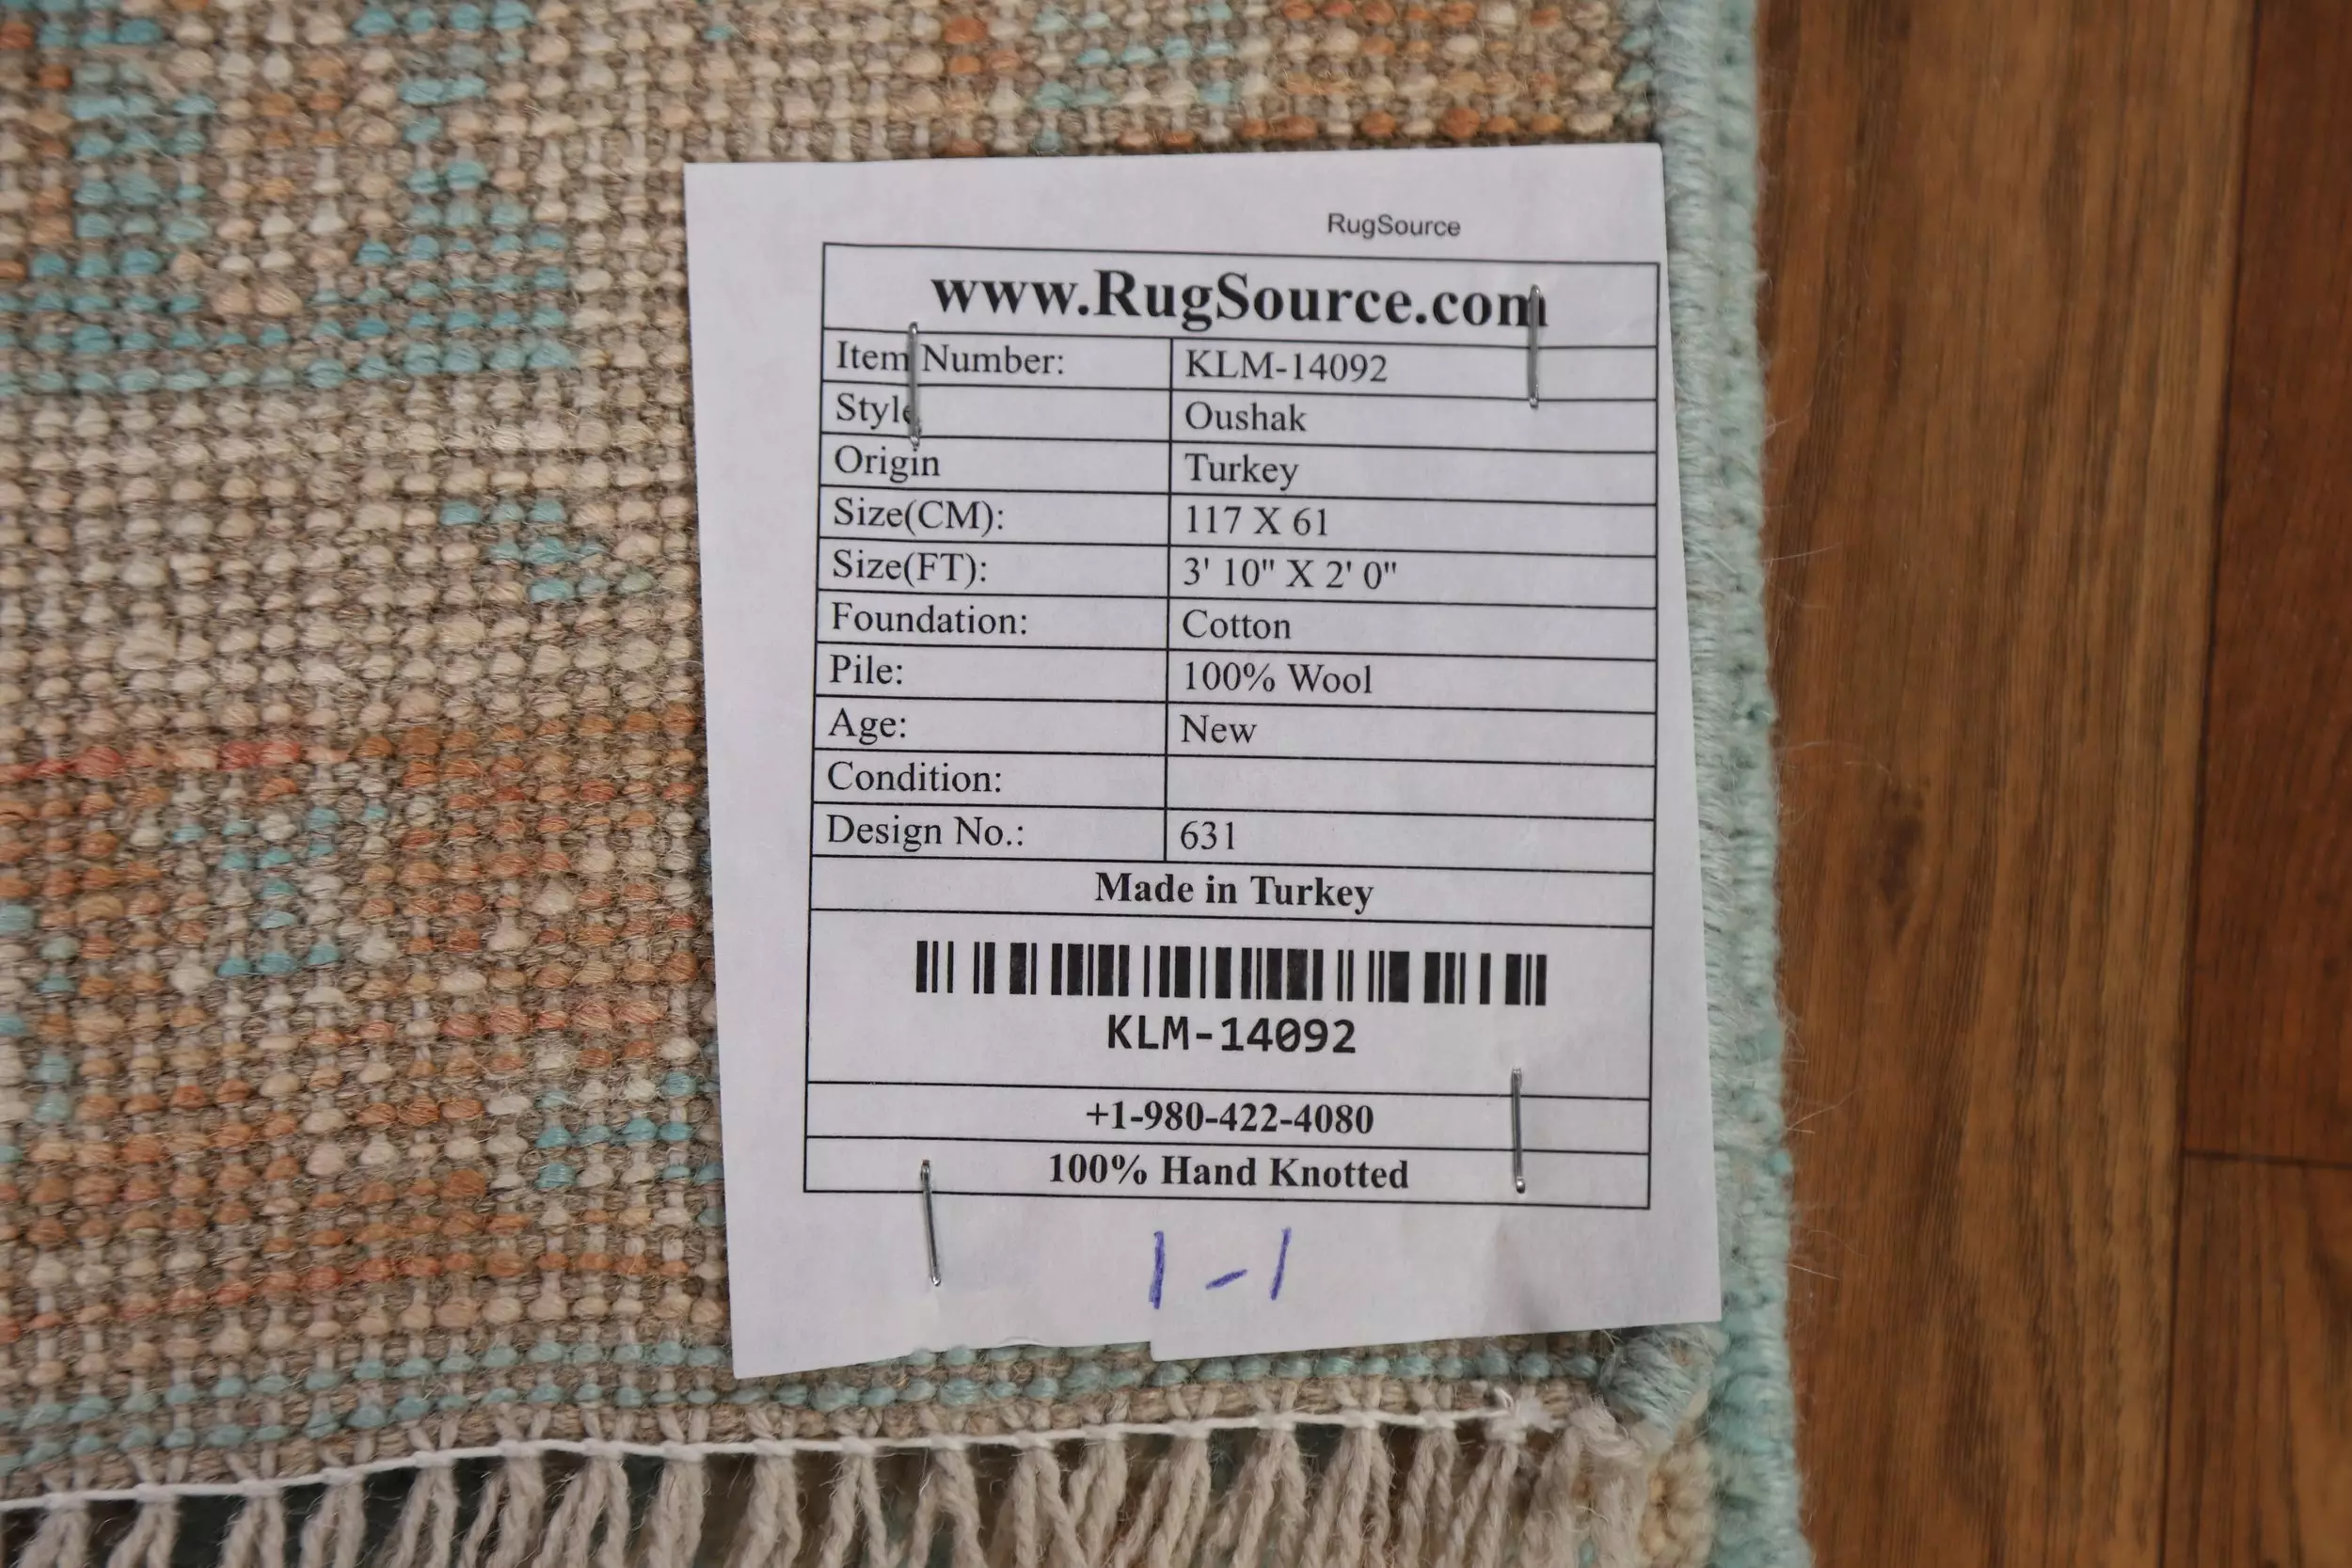 RugSource
www.RugSource.com
Item Number: KLM-14092
Style Oushak
Origin Turkey
Size(CM): 117 X 61
Size(FT): 3' 10" X 2' 0"
Foundation: Cotton
Pile: 100% Wool
Age: New
Condition:
Design No.: 631
Made in Turkey
KLM-14092
+1-980-422-4080
100% Hand Knotted
1-1